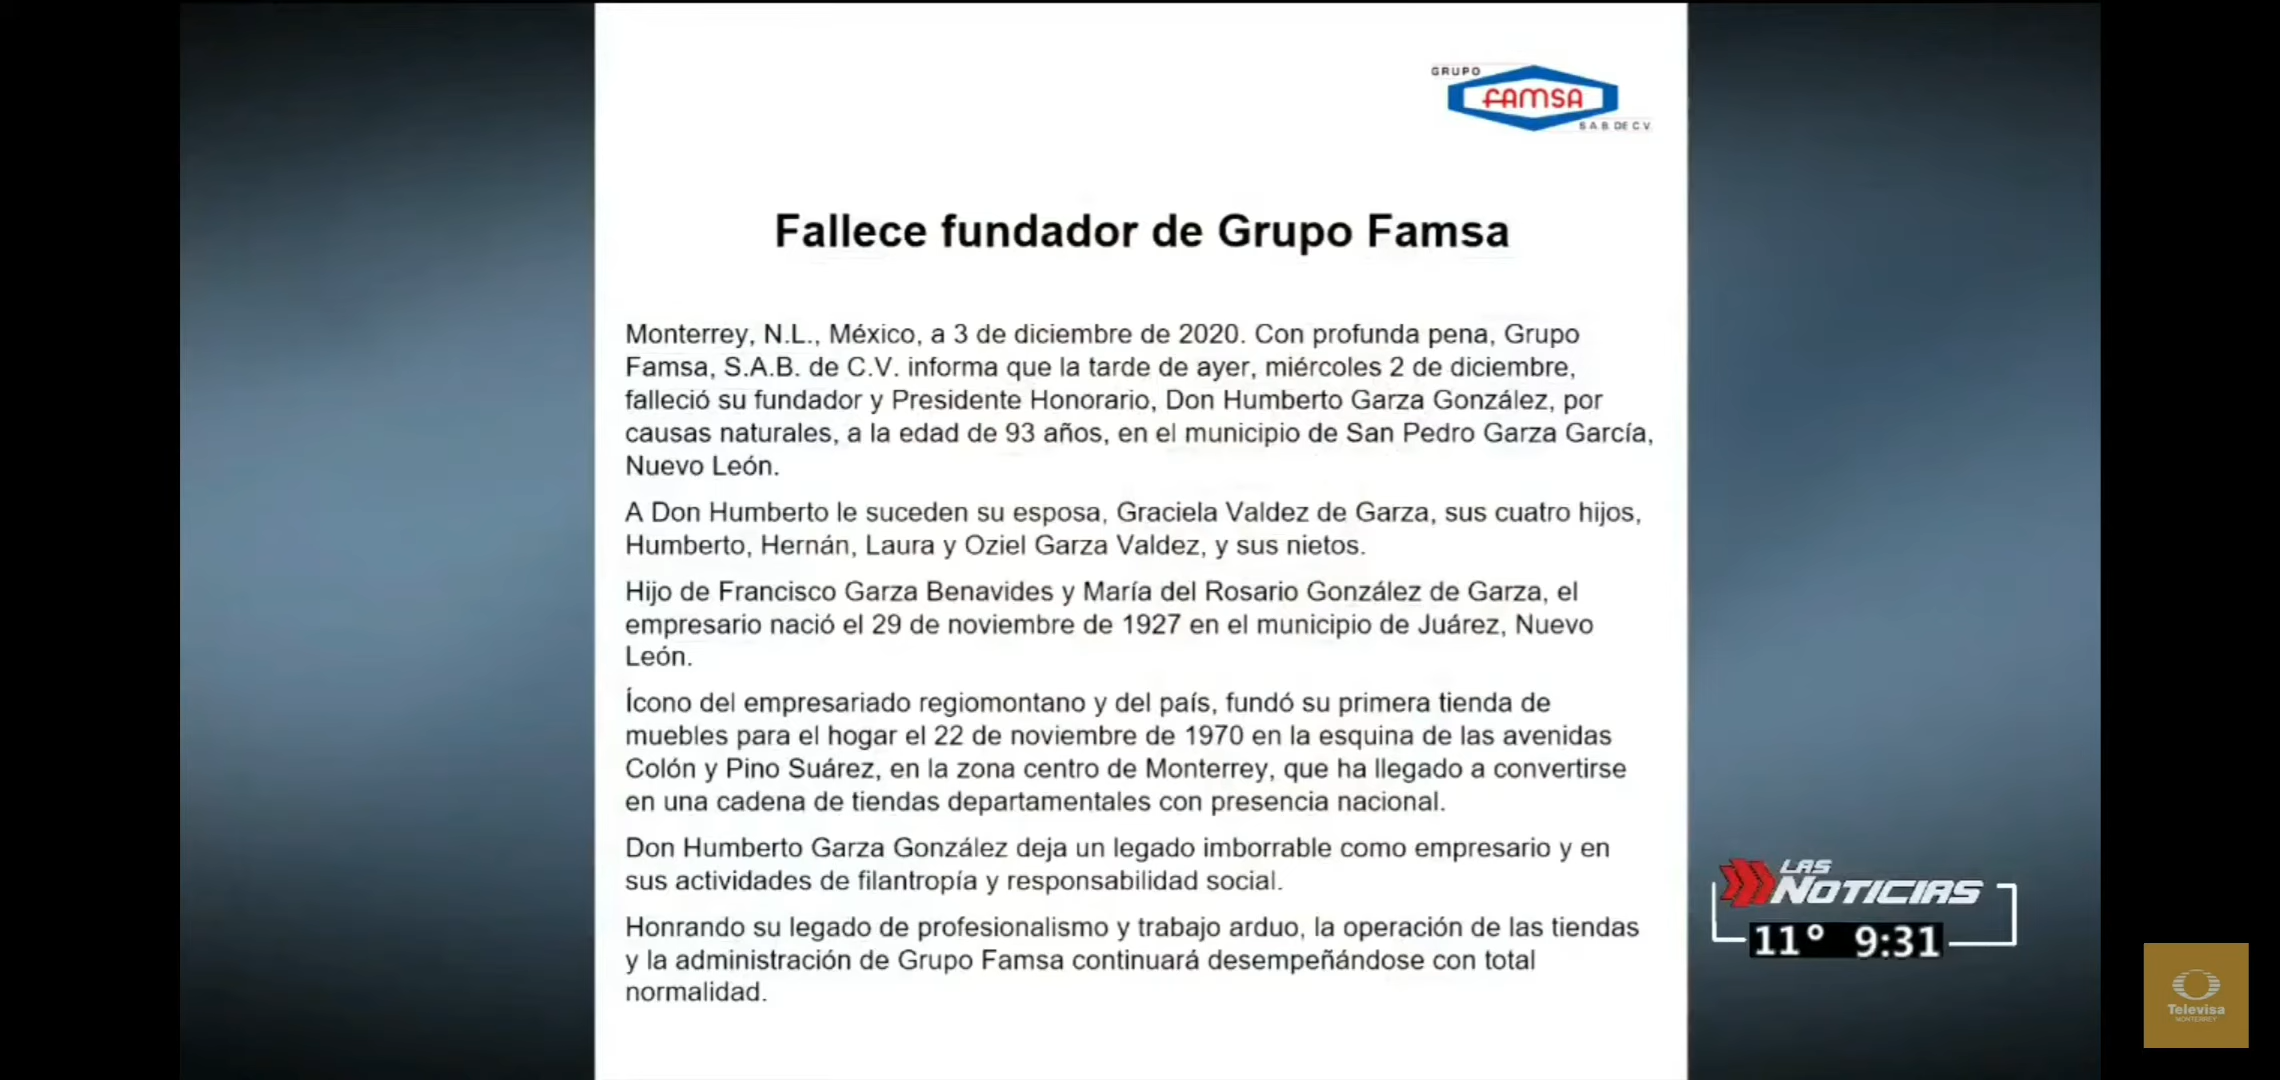 GRUPO
FAMSA
S.A.B. DE C.V.
Fallece fundador de Grupo Famsa
Monterrey, N.L., México, a 3 de diciembre de 2020. Con profunda pena, Grupo
Famsa, S.A.B. de C.V. informa que la tarde de ayer, miércoles 2 de diciembre,
falleció su fundador y Presidente Honorario, Don Humberto Garza González, por
causas naturales, a la edad de 93 años, en el municipio de San Pedro Garza García,
Nuevo León.
A Don Humberto le suceden su esposa, Graciela Valdez de Garza, sus cuatro hijos,
Humberto, Hernán, Laura y Oziel Garza Valdez, y sus nietos.
Hijo de Francisco Garza Benavides y María del Rosario González de Garza, el
empresario nació el 29 de noviembre de 1927 en el municipio de Juárez, Nuevo
León.
Ícono del empresariado regiomontano y del país, fundó su primera tienda de
muebles para el hogar el 22 de noviembre de 1970 en la esquina de las avenidas
Colón y Pino Suárez, en la zona centro de Monterrey, que ha llegado a convertirse
en una cadena de tiendas departamentales con presencia nacional.
Don Humberto Garza González deja un legado imborrable como empresario y en
sus actividades de filantropía y responsabilidad social.
Honrando su legado de profesionalismo y trabajo arduo, la operación de las tiendas
y la administración de Grupo Famsa continuará desempeñándose con total
normalidad.
LAS
NOTICIAS
11° 9:31
Televisa
MONTERREY